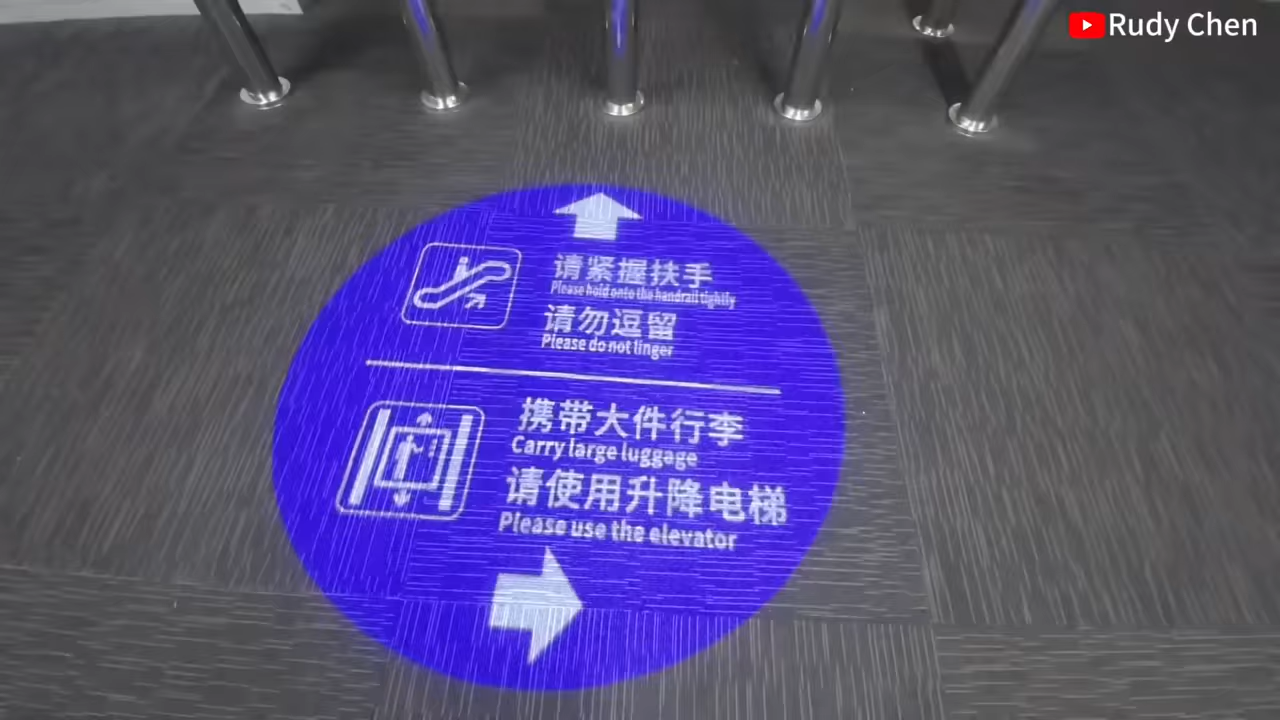 Rudy Chen
请紧握扶手
Please hold onto the handrail tightly
请勿逗留
Please do not linger
携带大件行李
Carry large luggage
请使用升降电梯
Please use the elevator